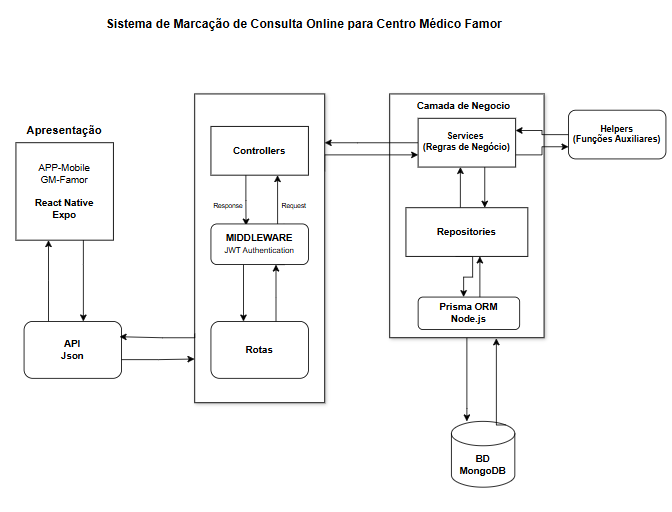 Sistema de Marcação de Consulta Online para Centro Médico Famor
Apresentação
APP-Mobile
GM-Famor
React Native
Expo
API
Json
Controllers
Response
Request
MIDDLEWARE
JWT Authentication
Rotas
Camada de Negocio
Services
(Regras de Negócio)
Repositories
Prisma ORM
Node.js
Helpers
(Funções Auxiliares)
BD
MongoDB